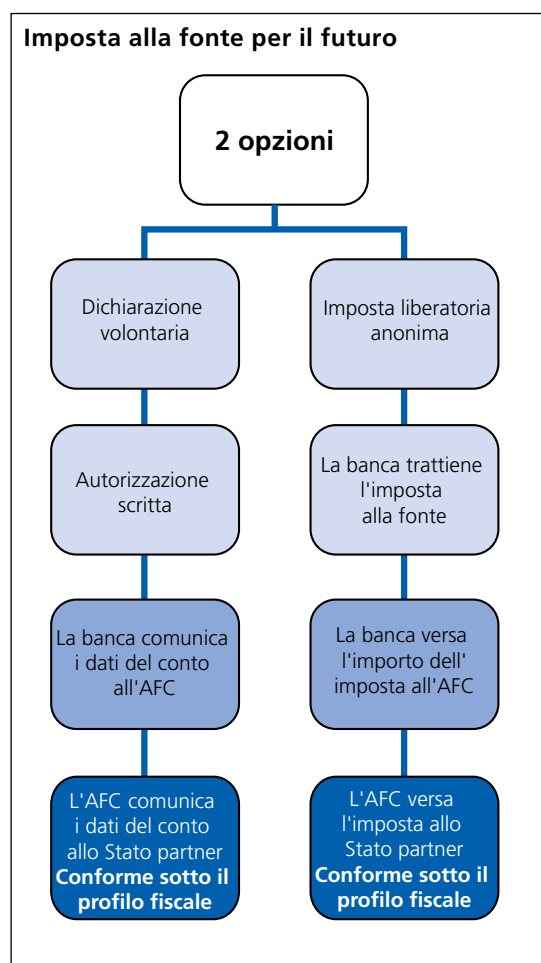 Imposta alla fonte per il futuro
2 opzioni
Dichiarazione
volontaria
Autorizzazione
scritta
La banca comunica
i dati del conto
all'AFC
L'AFC comunica
i dati del conto
allo Stato partner
Conforme sotto il
profilo fiscale
Imposta liberatoria
anonima
La banca trattiene
l'imposta
alla fonte
La banca versa
l'importo dell'
imposta all'AFC
L'AFC versa
l'imposta allo
Stato partner
Conforme sotto il
profilo fiscale